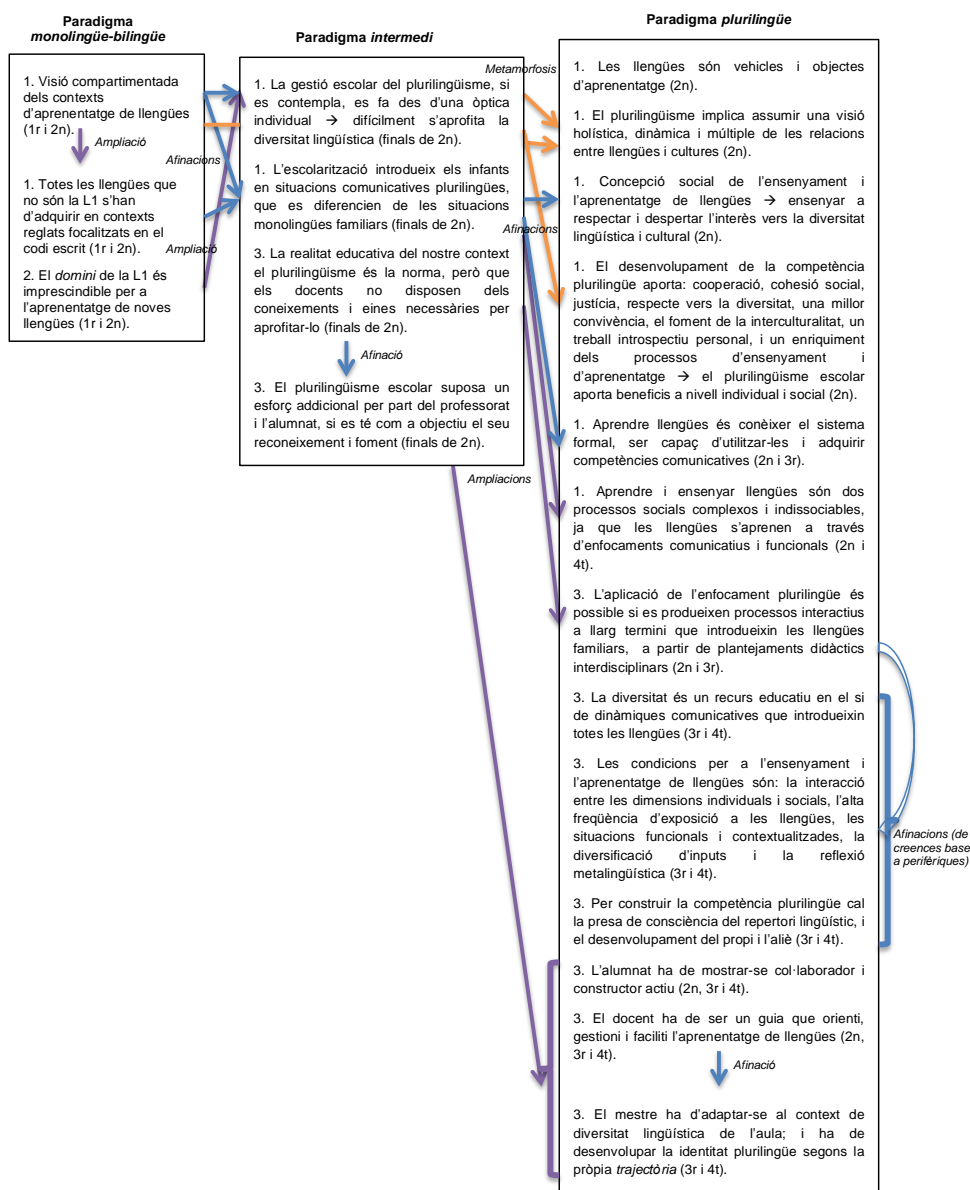 Paradigma
monolingüe-bilingüe
1. Visió compartimentada
dels contexts
d'aprenentatge de llengües
(1r i 2n).
Ampliació
Afinacions
1. Totes les llengües que
no són la L1 s'han
d'adquirir en contexts
reglats focalitzats en el
codi escrit (1r i 2n).
Ampliació
2. El domini de la L1 és
imprescindible per a
l'aprenentatge de noves
llengües (1r i 2n).
Paradigma intermedi
1. La gestió escolar del plurilingüisme, si
es contempla, es fa des d'una òptica
individual → difícilment s'aprofita la
diversitat lingüística (finals de 2n).
1. L'escolarització introdueix els infants
en situacions comunicatives plurilingües,
que es diferencien de les situacions
monolingües familiars (finals de 2n).
3. La realitat educativa del nostre context
el plurilingüisme és la norma, però que
els docents no disposen dels
coneixements i eines necessàries per
aprofitar-lo (finals de 2n).
Afinació
3. El plurilingüisme escolar suposa un
esforç addicional per part del professorat
i l'alumnat, si es té com a objectiu el seu
reconeixement i foment (finals de 2n).
Metamorfosis
Afinacions
Ampliacions
Paradigma plurilingüe
1. Les llengües són vehicles i objectes
d'aprenentatge (2n).
1. El plurilingüisme implica assumir una visió
holística, dinàmica i múltiple de les relacions
entre llengües i cultures (2n).
1. Concepció social de l'ensenyament i
l'aprenentatge de llengües → ensenyar a
respectar i despertar l'interès vers la diversitat
lingüística i cultural (2n).
1. El desenvolupament de la competència
plurilingüe aporta: cooperació, cohesió social,
justícia, respecte vers la diversitat, una millor
convivència, el foment de la interculturalitat, un
treball introspectiu personal, i un enriquiment
dels processos d'ensenyament i
d'aprenentatge → el plurilingüisme escolar
aporta beneficis a nivell individual i social (2n).
1. Aprendre llengües és conèixer el sistema
formal, ser capaç d'utilitzar-les i adquirir
competències comunicatives (2n i 3r).
1. Aprendre i ensenyar llengües són dos
processos socials complexos i indissociables,
ja que les llengües s'aprenen a través
d'enfocaments comunicatius i funcionals (2n i
4t).
3. L'aplicació de l'enfocament plurilingüe és
possible si es produeixen processos interactius
a llarg termini que introdueixin les llengües
familiars, a partir de plantejaments didàctics
interdisciplinars (2n i 3r).
3. La diversitat és un recurs educatiu en el si
de dinàmiques comunicatives que introdueixin
totes les llengües (3r i 4t).
3. Les condicions per a l'ensenyament i
l'aprenentatge de llengües són: la interacció
entre les dimensions individuals i socials, l'alta
freqüència d'exposició a les llengües, les
situacions funcionals i contextualitzades, la
diversificació d'inputs i la reflexió
metalingüística (3r i 4t).
Afinacions (de
creences base
a perifèriques)
3. Per construir la competència plurilingüe cal
la presa de consciència del repertori lingüístic, i
el desenvolupament del propi i l'aliè (3r i 4t).
3. L'alumnat ha de mostrar-se col·laborador i
constructor actiu (2n, 3r i 4t).
3. El docent ha de ser un guia que orienti,
gestioni i faciliti l'aprenentatge de llengües (2n,
3r i 4t).
Afinació
3. El mestre ha d'adaptar-se al context de
diversitat lingüística de l'aula; i ha de
desenvolupar la identitat plurilingüe segons la
pròpia trajectòria (3r i 4t).